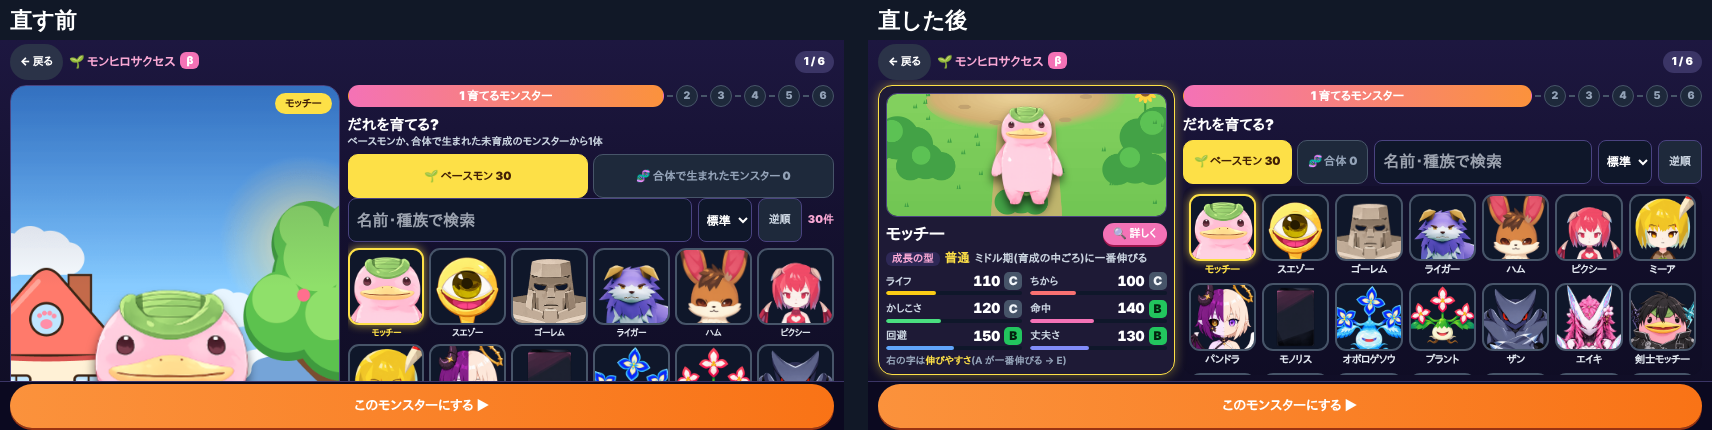 直す前
← 戻る
🌱 モンヒロサクセス β
1 / 6
モッチー
1 育てるモンスター
2
3
4
5
6
だれを育てる?
ベースモンか、合体で生まれた未育成のモンスターから1体
🌱 ベースモン 30
🧬 合体で生まれたモンスター 0
名前・種族で検索
標準
逆順
30件
モッチー
スエゾー
ゴーレム
ライガー
ハム
ピクシー
このモンスターにする ▶
直した後
← 戻る
🌱 モンヒロサクセス β
1 / 6
モッチー
🔍 詳しく
成長の型 普通 ミドル期(育成の中ごろ)に一番伸びる
ライフ 110 C
ちから 100 C
かしこさ 120 C
命中 140 B
回避 150 B
丈夫さ 130 B
右の字は伸びやすさ(A が一番伸びる → E)
1 育てるモンスター
2
3
4
5
6
だれを育てる?
🌱 ベースモン 30
🧬 合体 0
名前・種族で検索
標準
逆順
モッチー
スエゾー
ゴーレム
ライガー
ハム
ピクシー
ミーア
パンドラ
モノリス
オボロゲソウ
プラント
ザン
エイキ
剣士モッチー
このモンスターにする ▶